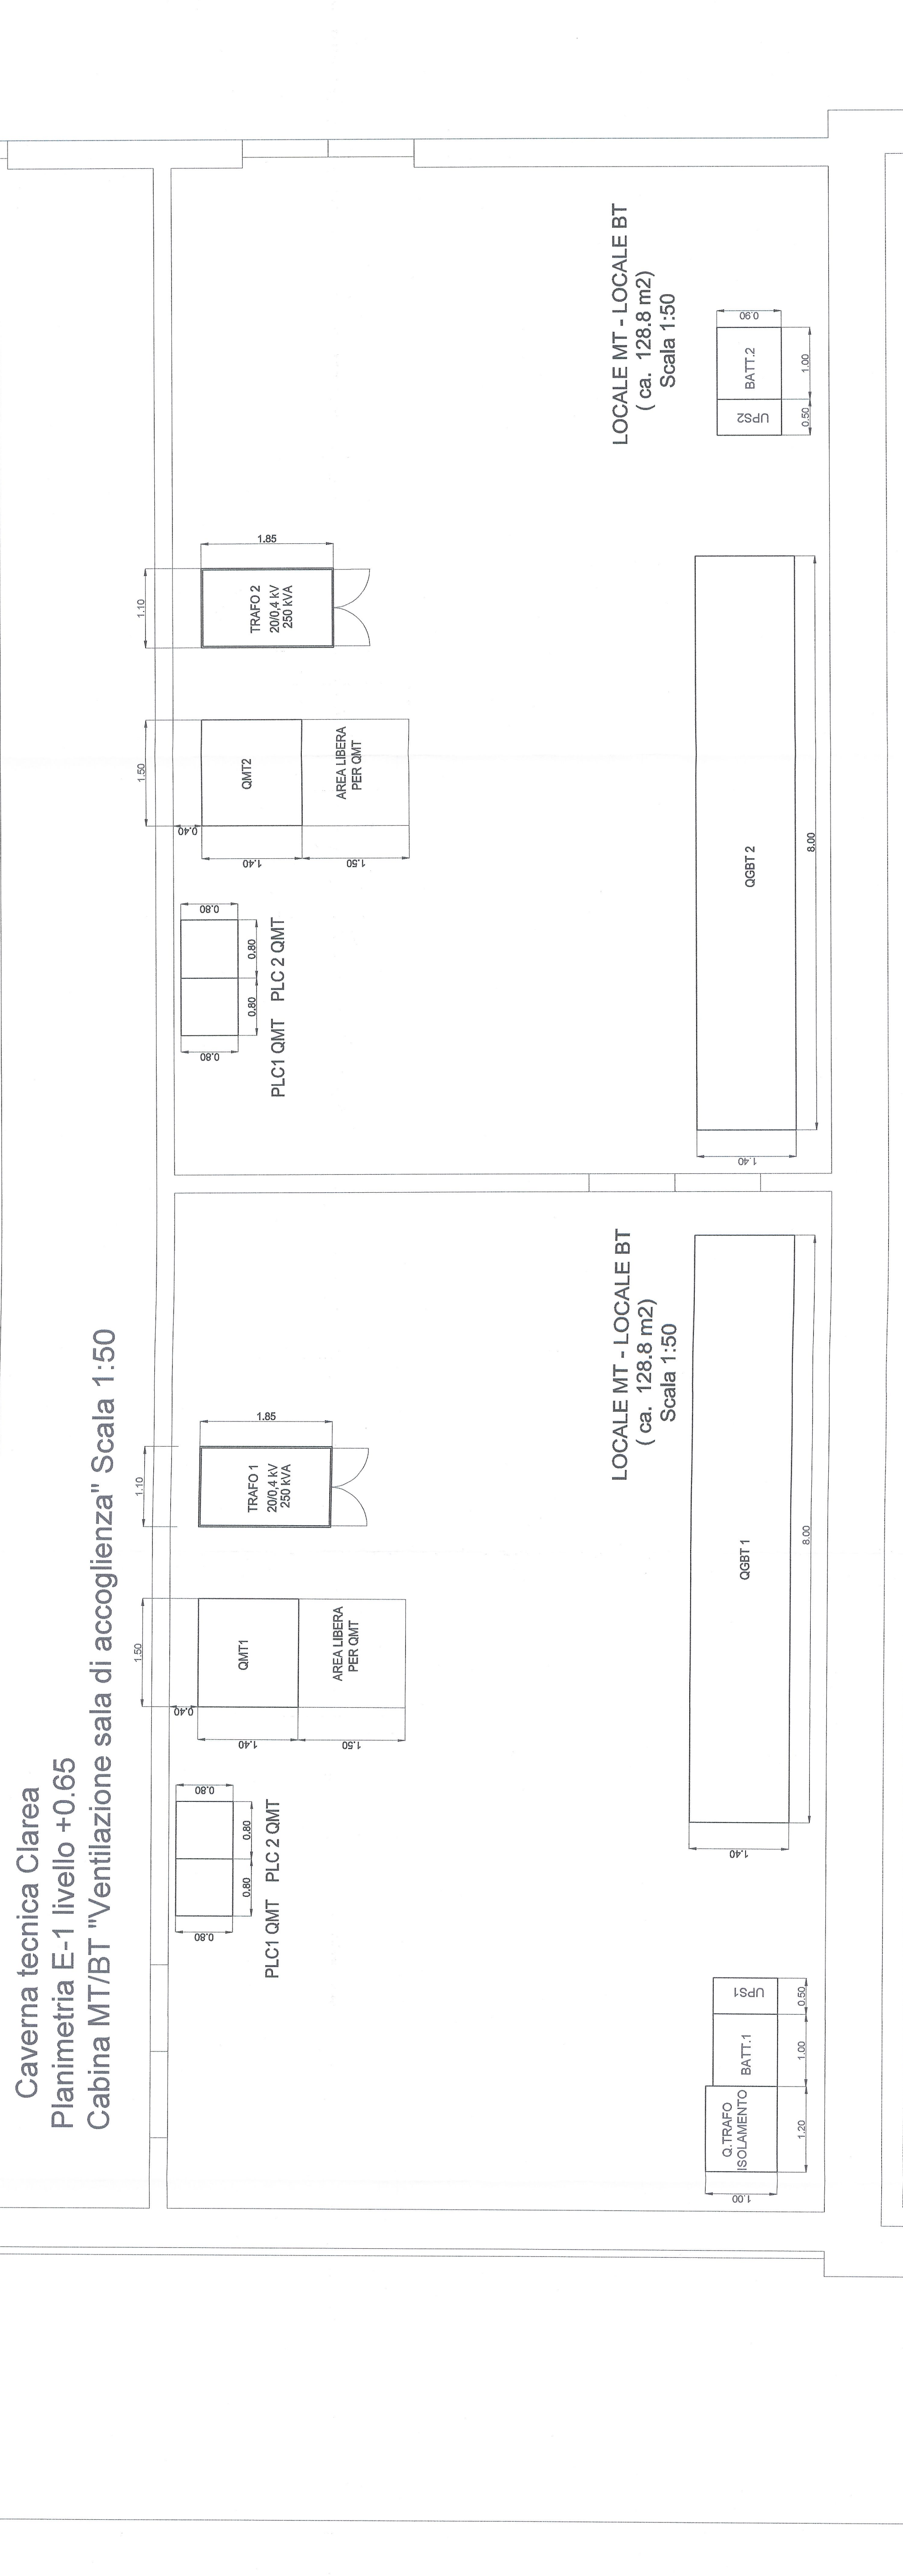 Caverna tecnica Clarea
Planimetria E-1 livello +0.65
Cabina MT/BT "Ventilazione sala di accoglienza" Scala 1:50
0.80
0.80
0.80
0.80
PLC1 QMT PLC 2 QMT
1.50
0.40
1.40
1.50
QMT1
AREA LIBERA
PER QMT
1.10
1.85
TRAFO 1
20/0,4 kV
250 kVA
LOCALE MT - LOCALE BT
( ca. 128.8 m2)
Scala 1:50
Q.TRAFO
ISOLAMENTO
BATT.1
UPS1
1.00
1.20
1.00
0.50
QGBT 1
1.40
8.00
0.80
0.80
0.80
0.80
PLC1 QMT PLC 2 QMT
1.50
0.40
1.40
1.50
QMT2
AREA LIBERA
PER QMT
1.10
1.85
TRAFO 2
20/0,4 kV
250 kVA
LOCALE MT - LOCALE BT
( ca. 128.8 m2)
Scala 1:50
QGBT 2
1.40
8.00
UPS2
BATT.2
0.90
0.50
1.00